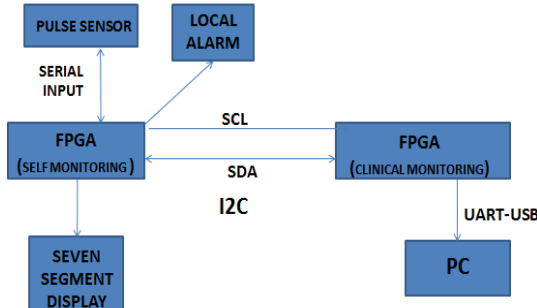 PULSE SENSOR
LOCAL
ALARM
SERIAL
INPUT
SCL
FPGA
(SELF MONITORING)
FPGA
(CLINICAL MONITORING)
SDA
I2C
UART-USB
SEVEN
SEGMENT
DISPLAY
PC